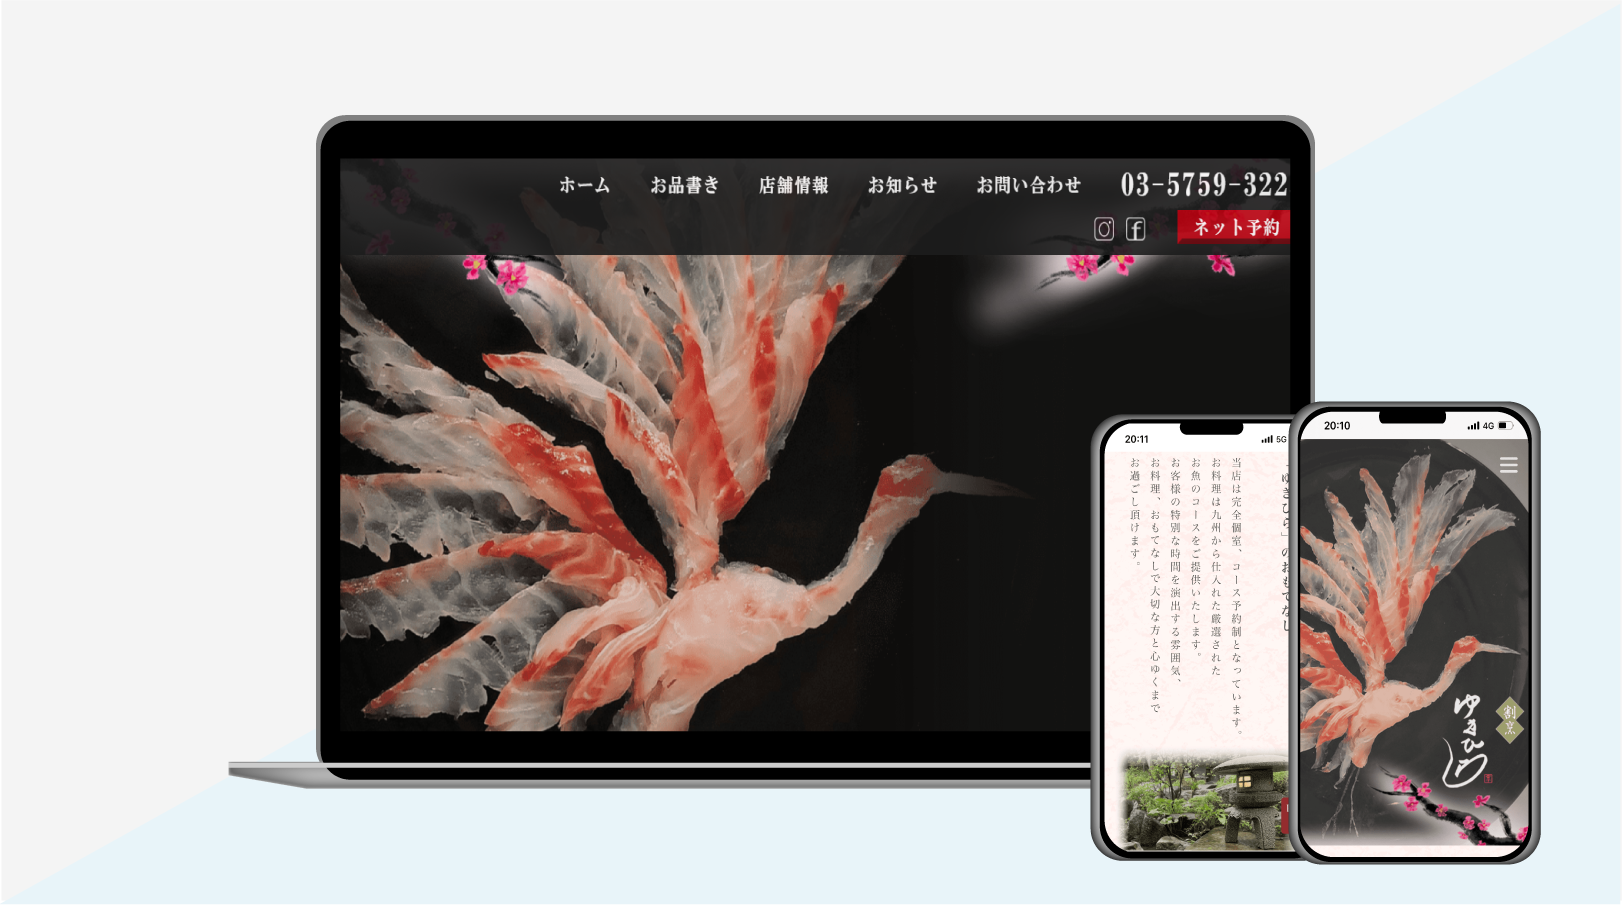 ホーム
お品書き
店舗情報
お知らせ
お問い合わせ
03-5759-322
ネット予約
20:11
5G
「ゆきひら」のおもてなし
当店は完全個室、コース予約制となっています。
お料理は九州から仕入れた厳選された
お魚のコースをご提供いたします。
お客様の特別な時間を演出する雰囲気、
お料理、おもてなしで大切な方と心ゆくまで
お過ごし頂けます。
20:10
4G
割烹
ゆきひら